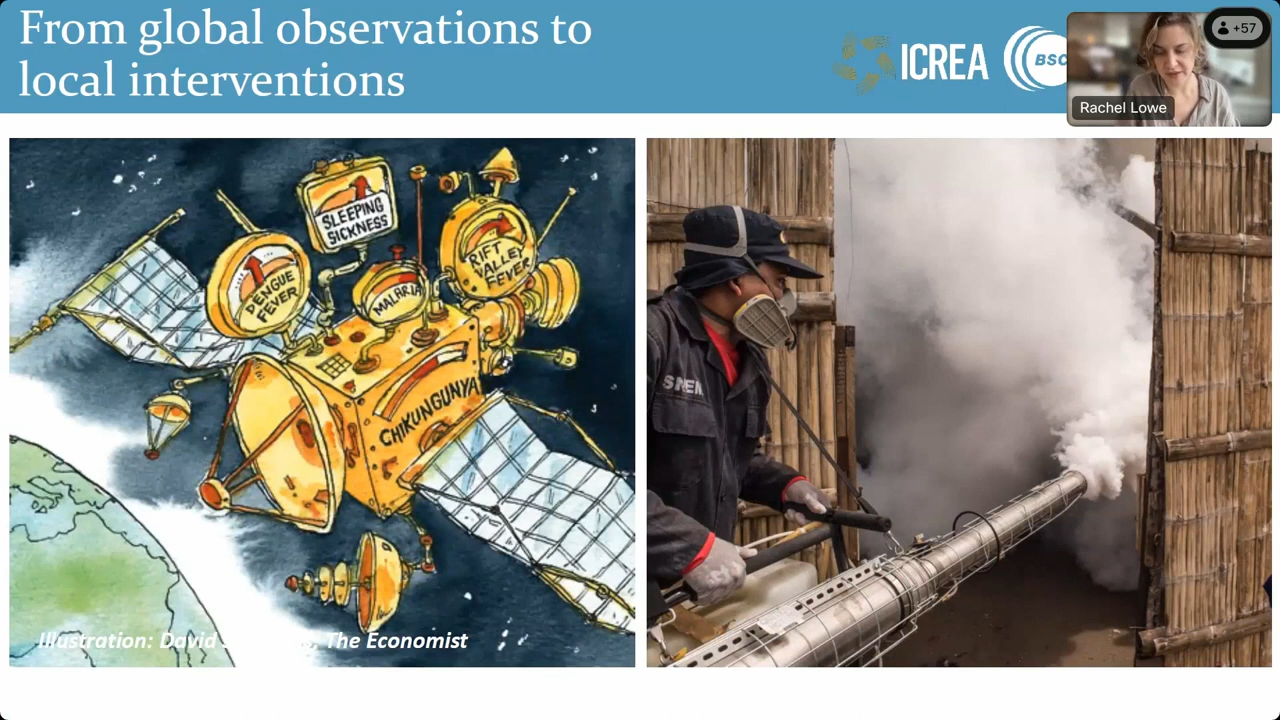 From global observations to
local interventions
ICREA
BSC
+57
Rachel Lowe
SLEEPING
SICKNESS
DENGUE
FEVER
MALARIA
RIFT
VALLEY
FEVER
CHIKUNGUNYA
Illustration: David The Economist